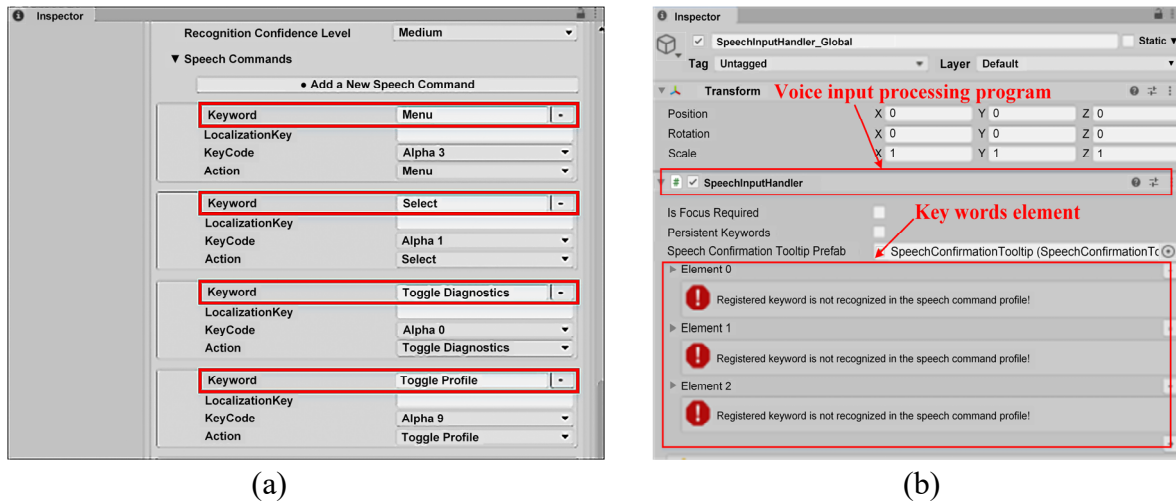 Inspector
Recognition Confidence Level Medium
▼ Speech Commands
● Add a New Speech Command
Keyword Menu -
LocalizationKey
KeyCode Alpha 3
Action Menu
Keyword Select -
LocalizationKey
KeyCode Alpha 1
Action Select
Keyword Toggle Diagnostics -
LocalizationKey
KeyCode Alpha 0
Action Toggle Diagnostics
Keyword Toggle Profile -
LocalizationKey
KeyCode Alpha 9
Action Toggle Profile
(a)
Inspector
SpeechInputHandler_Global Static
Tag Untagged Layer Default
Transform
Voice input processing program
Position X 0 Y 0 Z 0
Rotation X 0 Y 0 Z 0
Scale X 1 Y 1 Z 1
# SpeechInputHandler
Is Focus Required
Key words element
Persistent Keywords
Speech Confirmation Tooltip Prefab SpeechConfirmationTooltip (SpeechConfirmationTc
Element 0
Registered keyword is not recognized in the speech command profile!
Element 1
Registered keyword is not recognized in the speech command profile!
Element 2
Registered keyword is not recognized in the speech command profile!
(b)